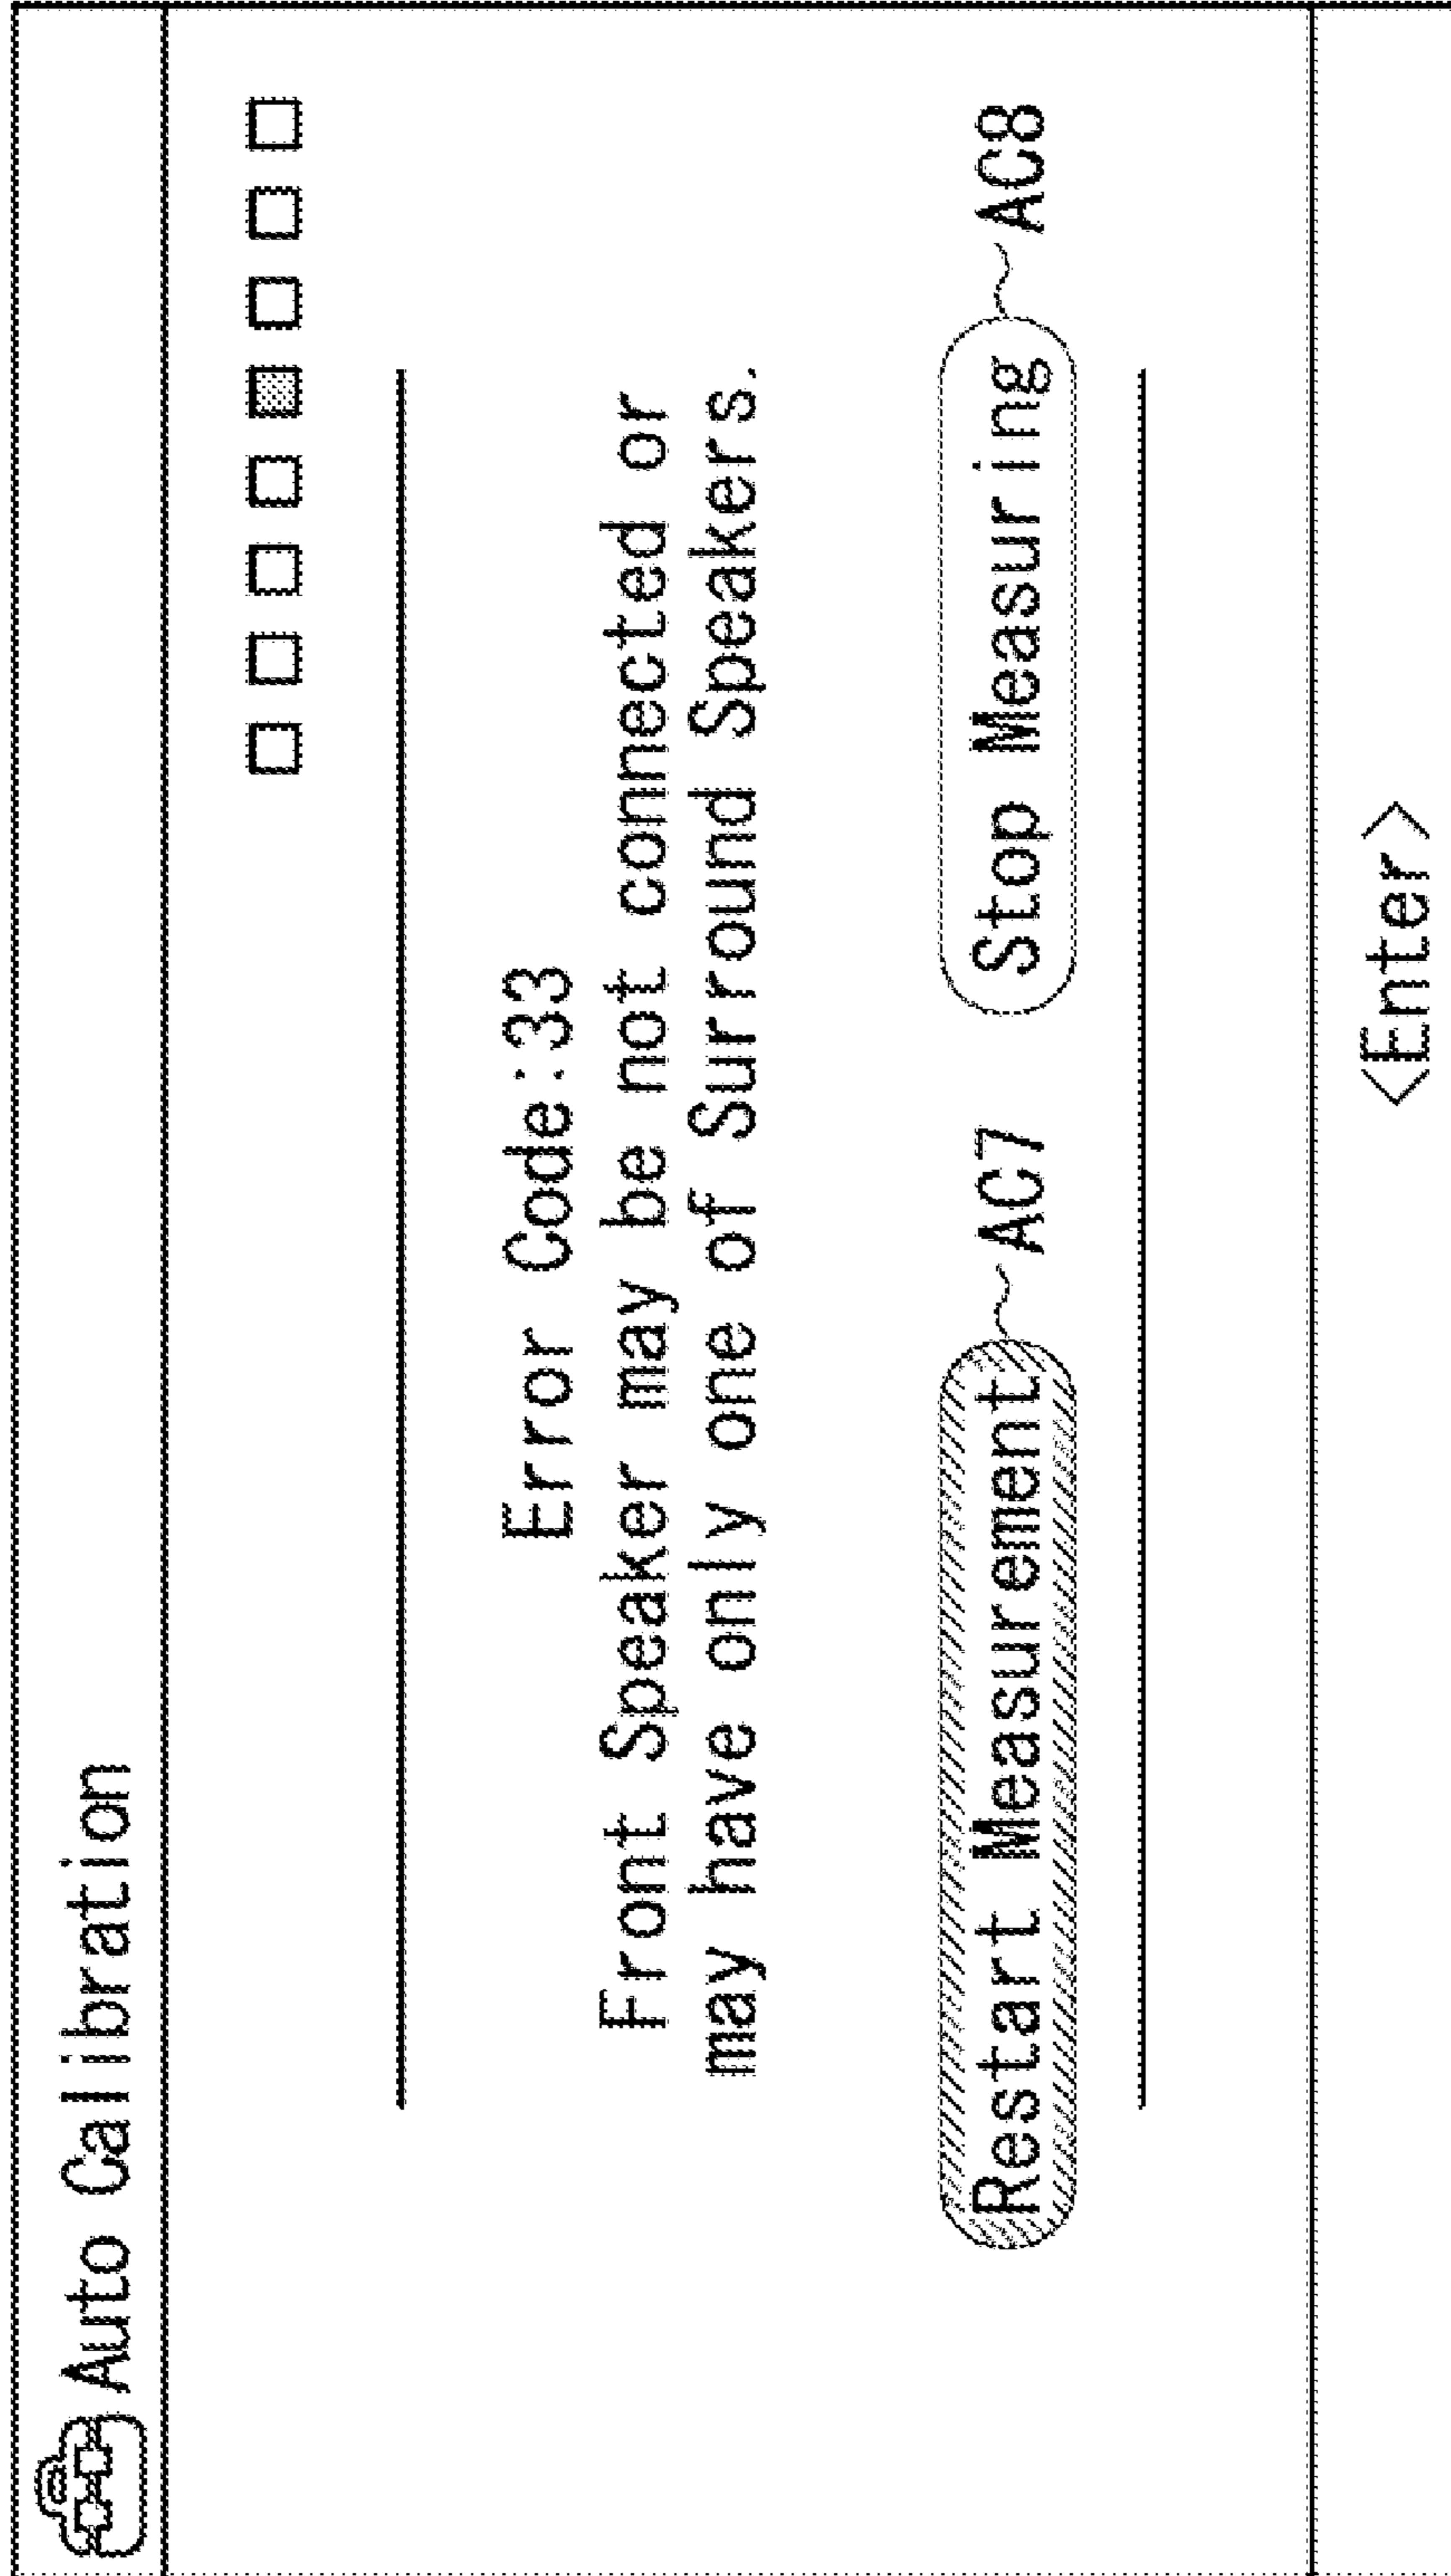 Auto Calibration
Error Code:33
Front Speaker may be not connected or
may have only one of Surround Speakers.
Restart Measurement AC7 Stop Measuring AC8
<Enter>